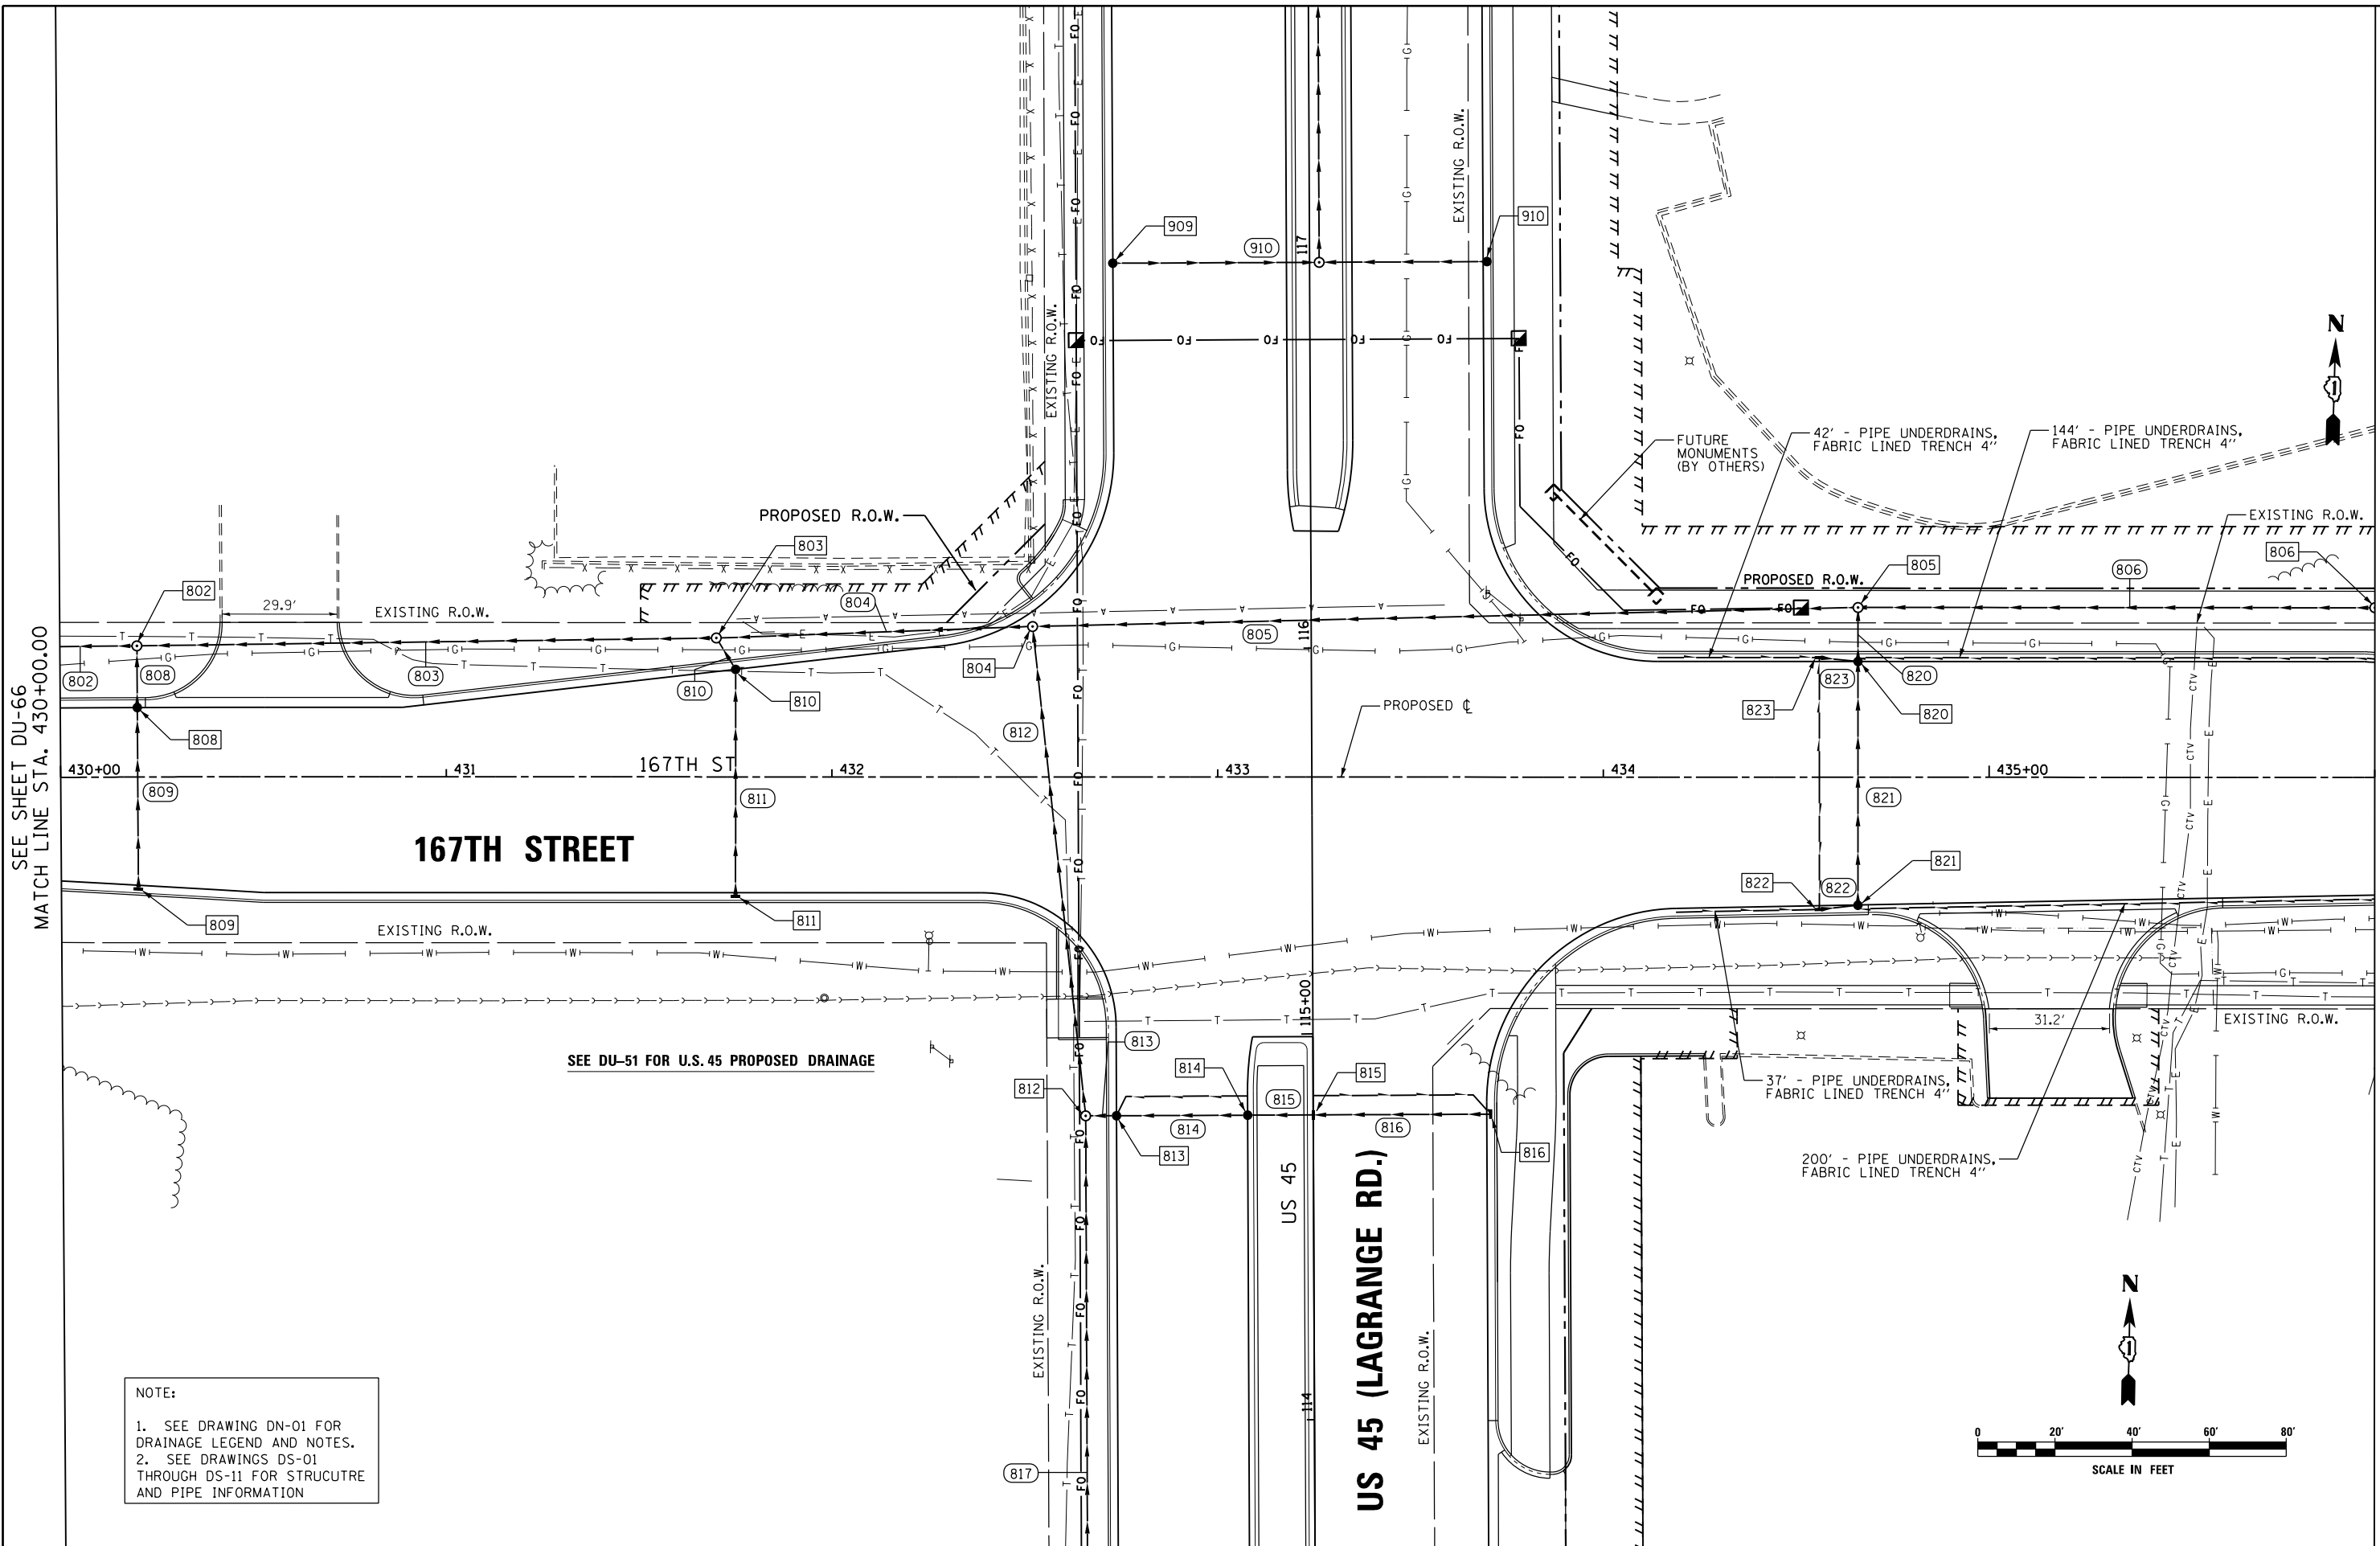 FO
909
910
117
910
EXISTING R.O.W.
EXISTING R.O.W.
N
1
FUTURE
MONUMENTS
(BY OTHERS)
42' - PIPE UNDERDRAINS,
FABRIC LINED TRENCH 4"
144' - PIPE UNDERDRAINS,
FABRIC LINED TRENCH 4"
PROPOSED R.O.W.
803
EXISTING R.O.W.
806
802
29.9'
EXISTING R.O.W.
804
PROPOSED R.O.W.
805
806
805
116
802
808
803
810
804
810
823
820
823
820
808
812
PROPOSED ℄
SEE SHEET DU-66
MATCH LINE STA. 430+00.00
430+00
431
167TH ST
432
433
434
435+00
809
811
821
167TH STREET
821
822
822
809
811
EXISTING R.O.W.
115+00
31.2'
EXISTING R.O.W.
SEE DU-51 FOR U.S. 45 PROPOSED DRAINAGE
813
812
814
815
815
37' - PIPE UNDERDRAINS,
FABRIC LINED TRENCH 4"
814
816
813
816
200' - PIPE UNDERDRAINS,
FABRIC LINED TRENCH 4"
US 45
US 45 (LAGRANGE RD.)
EXISTING R.O.W.
EXISTING R.O.W.
114
817
N
1
0 20' 40' 60' 80'
SCALE IN FEET
NOTE:
1. SEE DRAWING DN-01 FOR
DRAINAGE LEGEND AND NOTES.
2. SEE DRAWINGS DS-01
THROUGH DS-11 FOR STRUCUTRE
AND PIPE INFORMATION